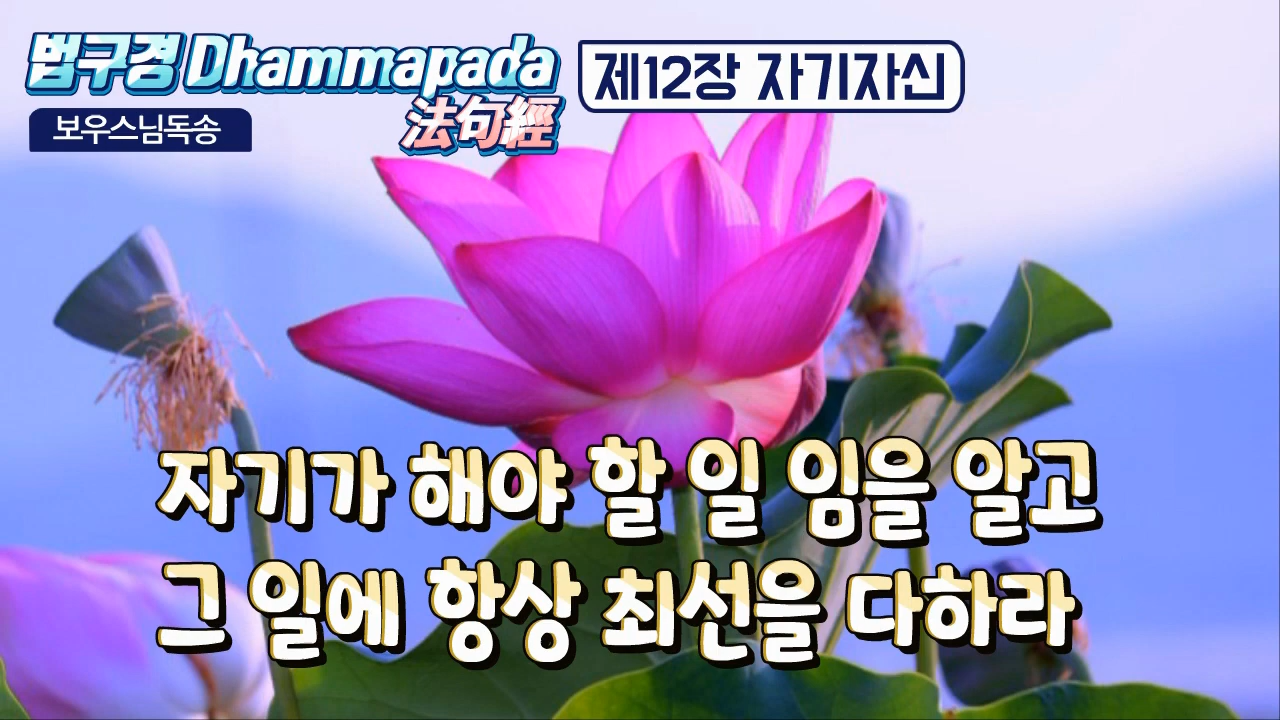 법구경 Dhammapada
法句經
보우스님독송
제12장 자기자신
자기가 해야 할 일 임을 알고
그 일에 항상 최선을 다하라